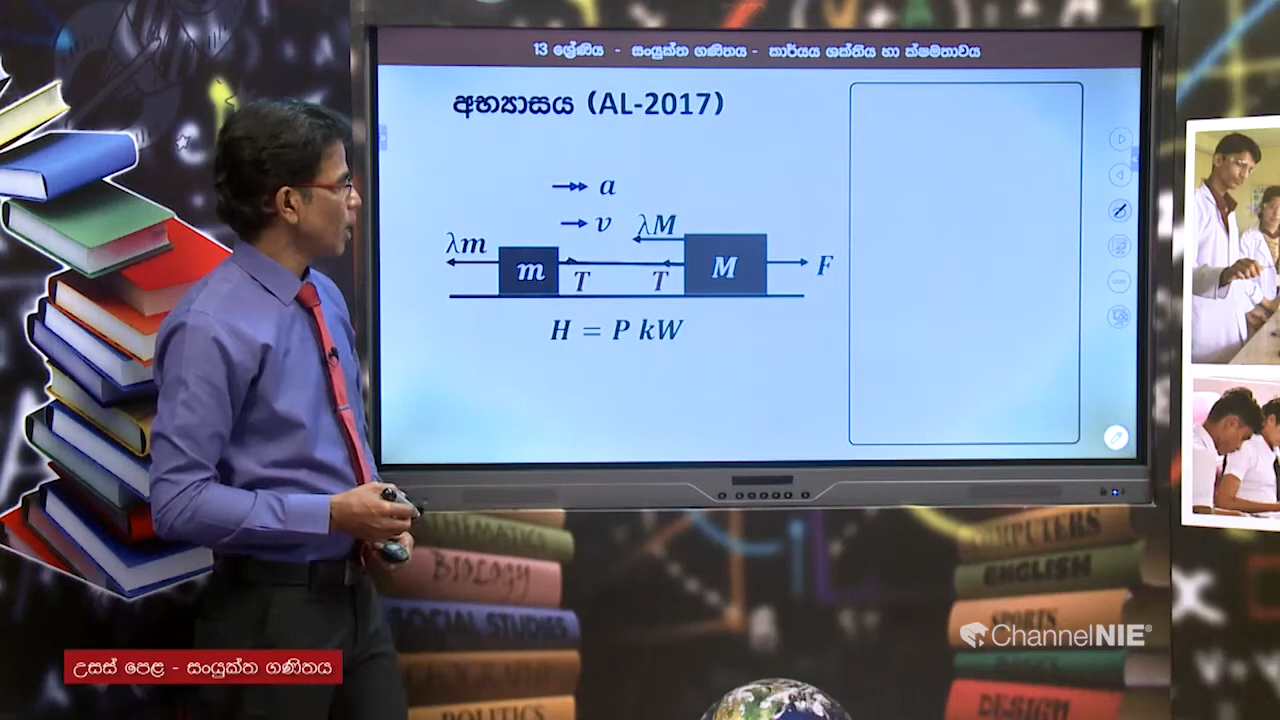 13 ශ්‍රේණිය - සංයුක්ත ගණිතය - කාර්යය ශක්තිය හා ක්ෂමතාවය
අභ්‍යාසය (AL-2017)
a
v
λM
λm
m
T
T
M
F
H = P kW
MATHEMATICS
BIOLOGY
SOCIAL STUDIES
POLITICS
COMPUTERS
ENGLISH
SPORTS
DESIGN
ChannelNIE®
උසස් පෙළ - සංයුක්ත ගණිතය